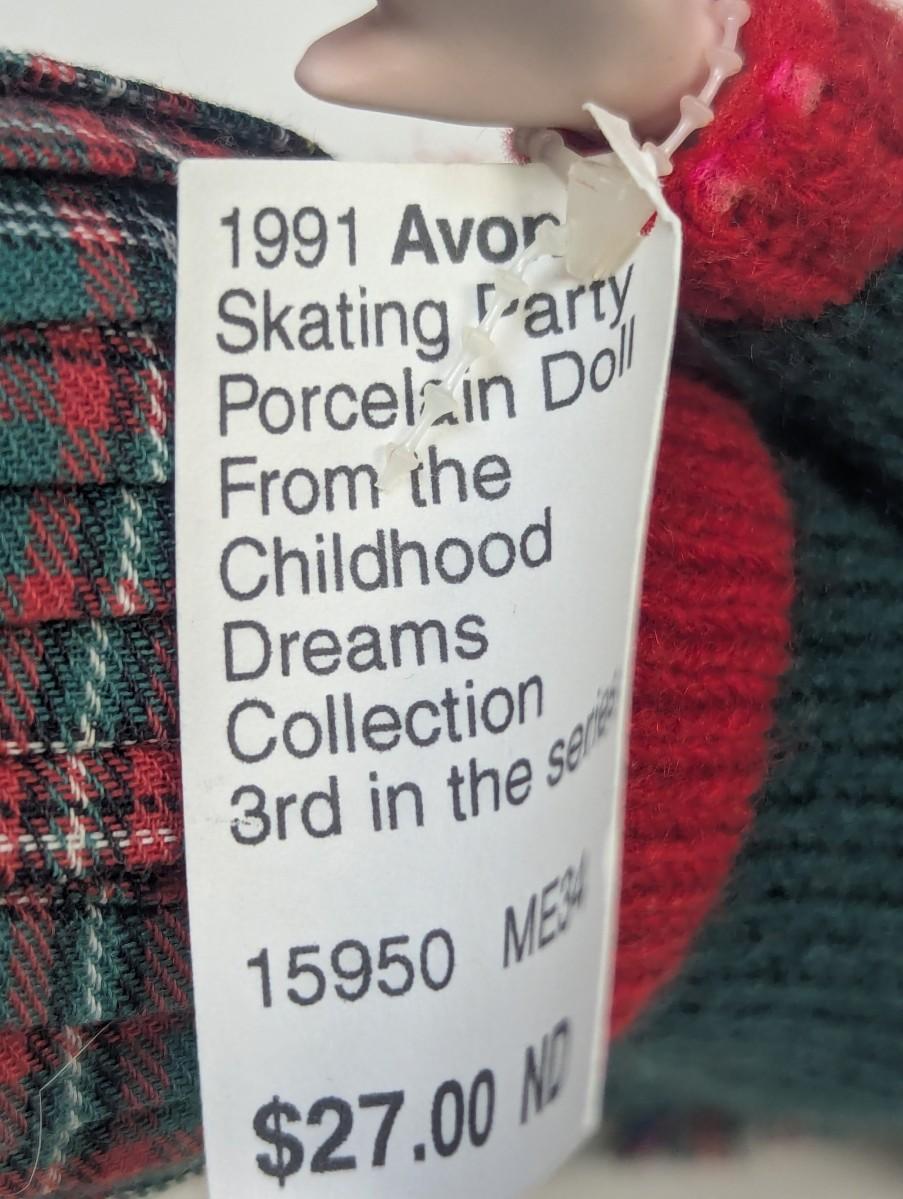 1991 Avon
Skating Party
Porcelain Doll
From the
Childhood
Dreams
Collection
3rd in the series
15950 ME34
$27.00 ND